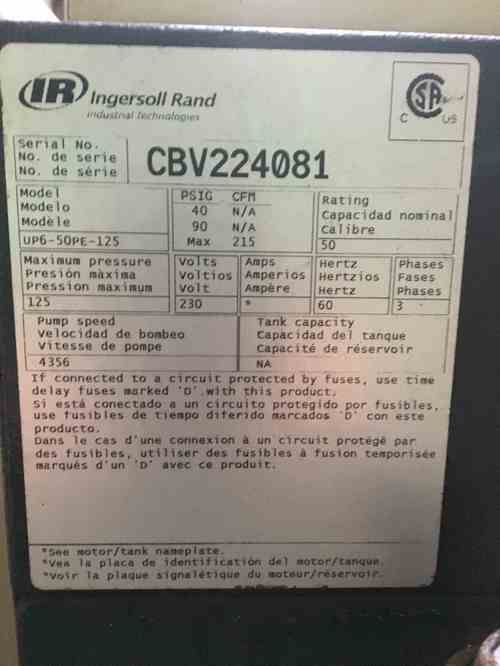 IR Ingersoll Rand
Industrial Technologies
CSA
C US
Serial No.
No. de serie
No. de série
CBV224081
Model
Modelo
Modèle
UP6-50PE-125
PSIG CFM
40 N/A
90 N/A
Max 215
Rating
Capacidad nominal
Calibre
50
Maximum pressure
Presión màxima
Pression maximum
125
Volts
Voltios
Volt
230
Amps
Amperios
Ampère
*
Hertz
Hertzios
Hertz
60
Phases
Fases
Phases
3
Pump speed
Velocidad de bombeo
Vitesse de pompe
4356
Tank capacity
Capacidad del tanque
Capacité de réservoir
NA
If connected to a circuit protected by fuses, use time
delay fuses marked 'D' with this product.
Si está conectado a un circuito protegido por fusibles,
use fusibles de tiempo diferido marcados 'D' con este
producto.
Dans le cas d'une connexion à un circuit protégé par
des fusibles, utiliser des fusibles à fusion temporisée
marqués d'un 'D' avec ce produit.
*See motor/tank nameplate.
*Vea la placa de identificación del motor/tanque.
*Voir la plaque signalétique du moteur/réservoir.